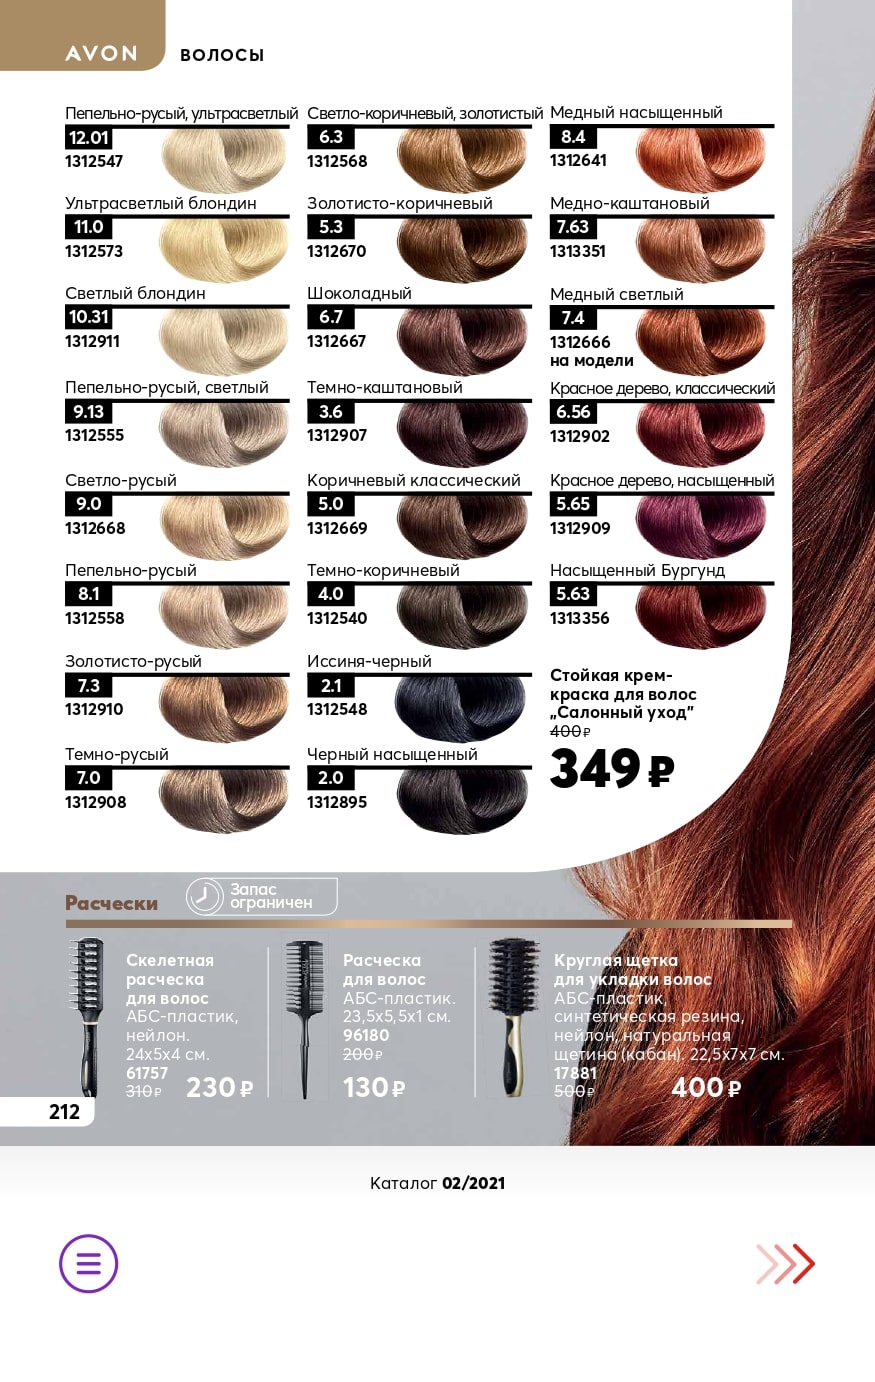 AVON
ВОЛОСЫ
Пепельно-русый, ультрасветлый
12.01
1312547
Ультрасветлый блондин
11.0
1312573
Светлый блондин
10.31
1312911
Пепельно-русый, светлый
9.13
1312555
Светло-русый
9.0
1312668
Пепельно-русый
8.1
1312558
Золотисто-русый
7.3
1312910
Темно-русый
7.0
1312908
Светло-коричневый, золотистый
6.3
1312568
Золотисто-коричневый
5.3
1312670
Шоколадный
6.7
1312667
Темно-каштановый
3.6
1312907
Коричневый классический
5.0
1312669
Темно-коричневый
4.0
1312540
Иссиня-черный
2.1
1312548
Черный насыщенный
2.0
1312895
Медный насыщенный
8.4
1312641
Медно-каштановый
7.63
1313351
Медный светлый
7.4
1312666
на модели
Красное дерево, классический
6.56
1312902
Красное дерево, насыщенный
5.65
1312909
Насыщенный Бургунд
5.63
1313356
Стойкая крем-
краска для волос
„Салонный уход"
400 ₽
349 ₽
Расчески
Запас
ограничен
Скелетная
расческа
для волос
АБС-пластик,
нейлон.
24х5х4 см.
61757
310 ₽ 230 ₽
Расческа
для волос
АБС-пластик.
23,5х5,5х1 см.
96180
200 ₽
130 ₽
Круглая щетка
для укладки волос
АБС-пластик,
синтетическая резина,
нейлон, натуральная
щетина (кабан). 22,5х7х7 см.
17881
500 ₽ 400 ₽
212
Каталог 02/2021